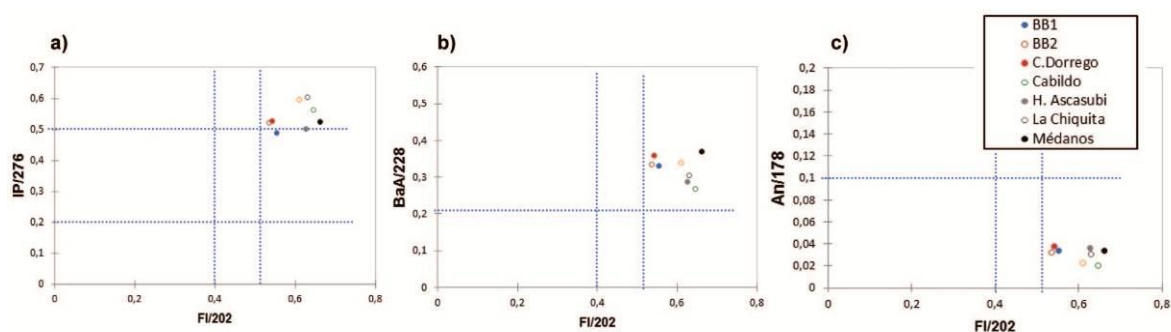 a)
IP/276
0,7
0,6
0,5
0,4
0,3
0,2
0,1
0
0
0,2
0,4
0,6
0,8
Fl/202
b)
BaA/228
0,6
0,5
0,4
0,3
0,2
0,1
0
0
0,2
0,4
0,6
0,8
Fl/202
c)
An/178
0,2
0,18
0,16
0,14
0,12
0,1
0,08
0,06
0,04
0,02
0
0
0,2
0,4
0,6
0,8
Fl/202
BB1
BB2
C.Dorrego
Cabildo
H. Ascasubi
La Chiquita
Médanos